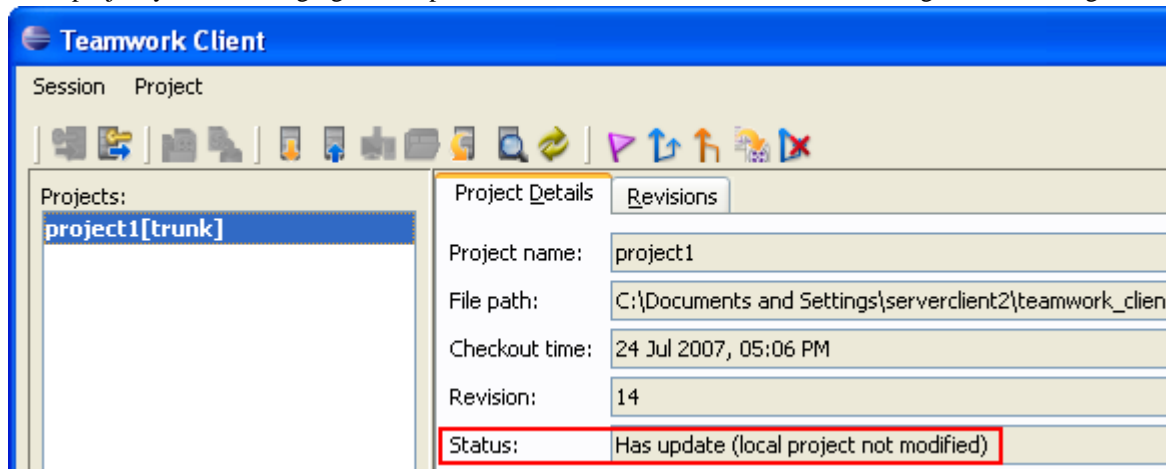 Teamwork Client
Session Project
Projects:
project1[trunk]
Project Details Revisions
Project name: project1
File path: C:\Documents and Settings\serverclient2\teamwork_clien
Checkout time: 24 Jul 2007, 05:06 PM
Revision: 14
Status: Has update (local project not modified)